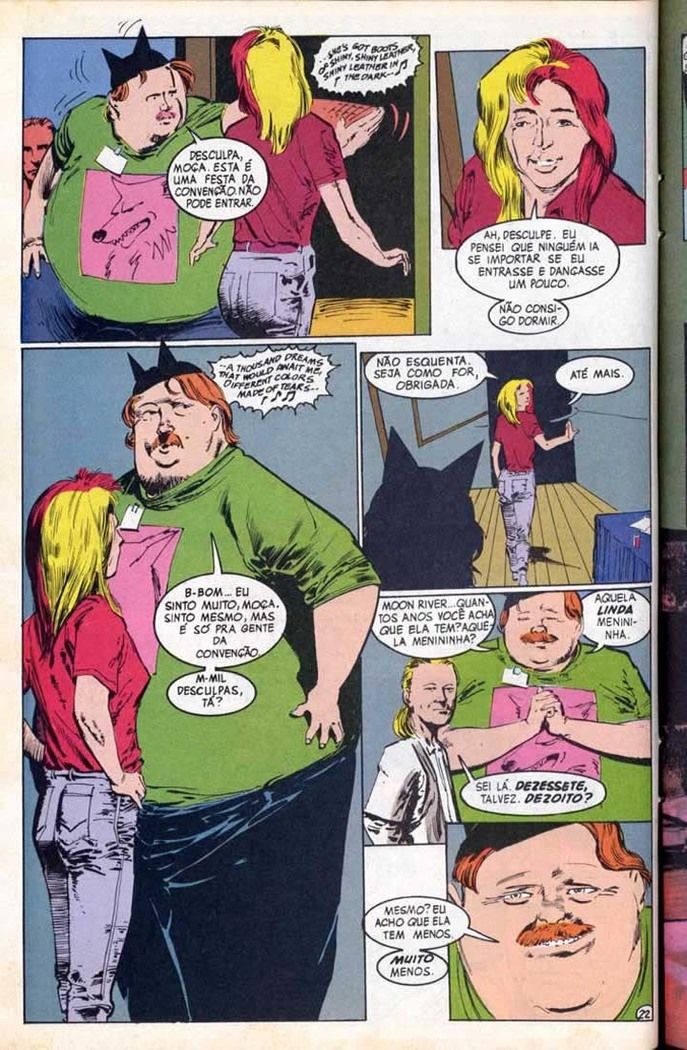 ...SHE'S GOT BOOTS
OF SHINY, SHINY LEATHER,
SHINY LEATHER IN
THE DARK...
DESCULPA,
MOÇA. ESTA É
UMA FESTA DA
CONVENÇÃO. NÃO
PODE ENTRAR.
AH, DESCULPE. EU
PENSEI QUE NINGUÉM IA
SE IMPORTAR SE EU
ENTRASSE E DANÇASSE
UM POUCO.
NÃO CONSI-
GO DORMIR.
...A THOUSAND DREAMS
THAT WOULD AWAIT ME,
DIFFERENT COLORS
MADE OF TEARS...
B-BOM... EU
SINTO MUITO, MOÇA.
SINTO MESMO, MAS
É SÓ PRA GENTE
DA
CONVENÇÃO.
M-MIL
DESCULPAS,
TÁ?
NÃO ESQUENTA.
SEJA COMO FOR,
OBRIGADA.
ATÉ MAIS.
MOON RIVER... QUAN-
TOS ANOS VOCÊ ACHA
QUE ELA TEM? AQUE-
LA MENININHA?
AQUELA
LINDA
MENINI-
NHA.
SEI LÁ. DEZESSETE,
TALVEZ. DEZOITO?
MESMO? EU
ACHO QUE ELA
TEM MENOS.
MUITO
MENOS.
22